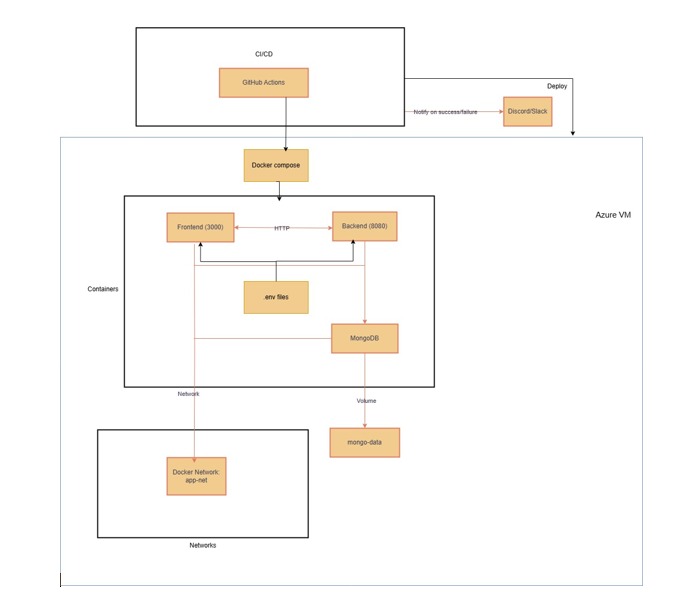 CI/CD
GitHub Actions
Deploy
Notify on success/failure
Discord/Slack
Docker compose
Azure VM
Frontend (3000)
HTTP
Backend (8080)
Containers
.env files
MongoDB
Network
Volume
mongo-data
Docker Network:
app-net
Networks